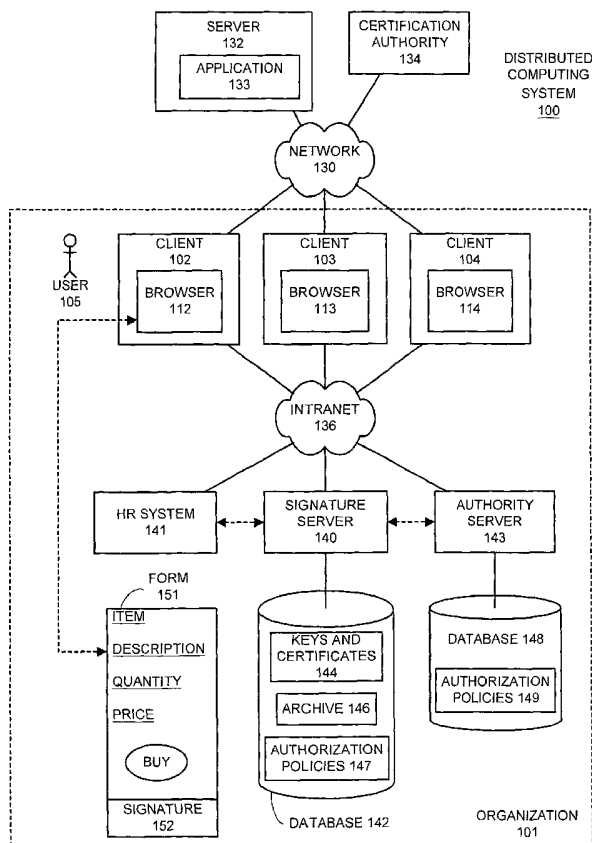 SERVER
132
APPLICATION
133
CERTIFICATION
AUTHORITY
134
DISTRIBUTED
COMPUTING
SYSTEM
100
NETWORK
130
USER
105
CLIENT
102
BROWSER
112
CLIENT
103
BROWSER
113
CLIENT
104
BROWSER
114
INTRANET
136
HR SYSTEM
141
SIGNATURE
SERVER
140
AUTHORITY
SERVER
143
FORM
151
ITEM
DESCRIPTION
QUANTITY
PRICE
BUY
SIGNATURE
152
KEYS AND
CERTIFICATES
144
ARCHIVE 146
AUTHORIZATION
POLICIES 147
DATABASE 142
DATABASE 148
AUTHORIZATION
POLICIES 149
ORGANIZATION
101